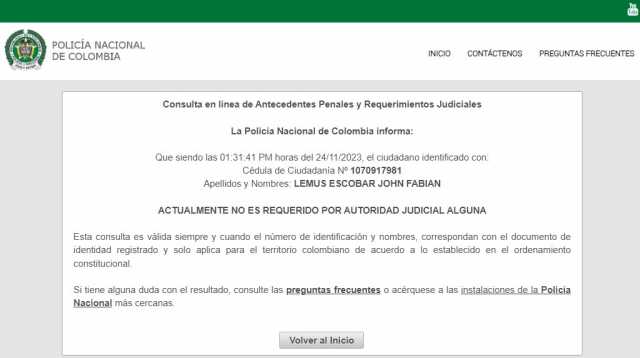 You
Tube
POLICÍA NACIONAL
DE COLOMBIA
INICIO CONTÁCTENOS PREGUNTAS FRECUENTES
Consulta en línea de Antecedentes Penales y Requerimientos Judiciales
La Policía Nacional de Colombia informa:
Que siendo las 01:31:41 PM horas del 24/11/2023, el ciudadano identificado con:
Cédula de Ciudadanía Nº 1070917981
Apellidos y Nombres: LEMUS ESCOBAR JOHN FABIAN
ACTUALMENTE NO ES REQUERIDO POR AUTORIDAD JUDICIAL ALGUNA
Esta consulta es válida siempre y cuando el número de identificación y nombres, correspondan con el documento de
identidad registrado y solo aplica para el territorio colombiano de acuerdo a lo establecido en el ordenamiento
constitucional.
Si tiene alguna duda con el resultado, consulte las preguntas frecuentes o acérquese a las instalaciones de la Policía
Nacional más cercanas.
Volver al Inicio